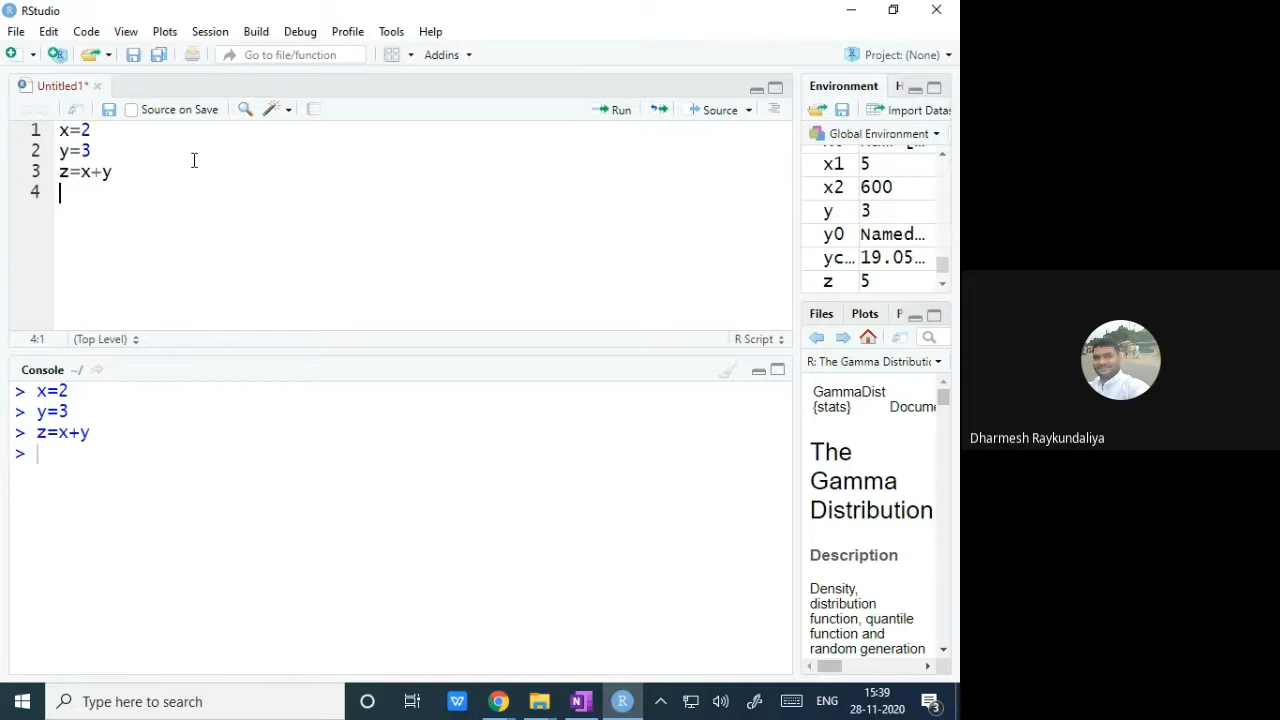 RStudio
File Edit Code View Plots Session Build Debug Profile Tools Help
Go to file/function Addins Project: (None)
Untitled1*
Source on Save Run Source
1 x=2
2 y=3
3 z=x+y
4
4:1 (Top Level) R Script
Console ~/
> x=2
> y=3
> z=x+y
>
Environment H
Import Datas
Global Environment
x1 5
x2 600
y 3
y0 Named…
yc… 19.05…
z 5
Files Plots P
R: The Gamma Distributic
GammaDist
{stats} Docume
The
Gamma
Distribution
Description
Density,
distribution
function, quantile
function and
random generation
Dharmesh Raykundaliya
Type here to search
ENG
15:39
28-11-2020
3